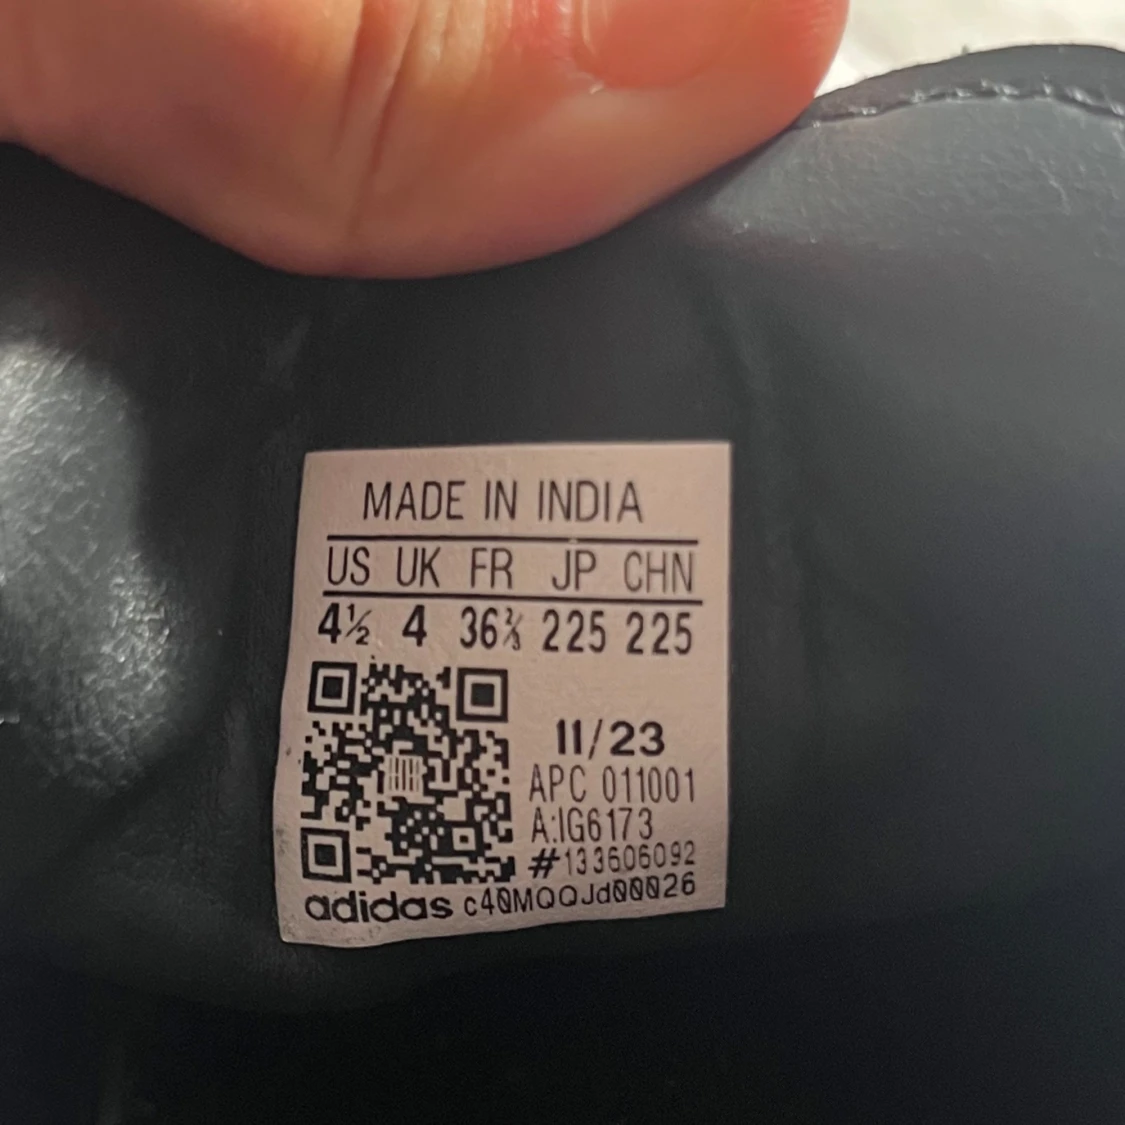 MADE IN INDIA
US UK FR JP CHN
4½ 4 36⅔ 225 225
11/23
APC 011001
A:IG6173
#133606092
adidas c40MQQJd00026